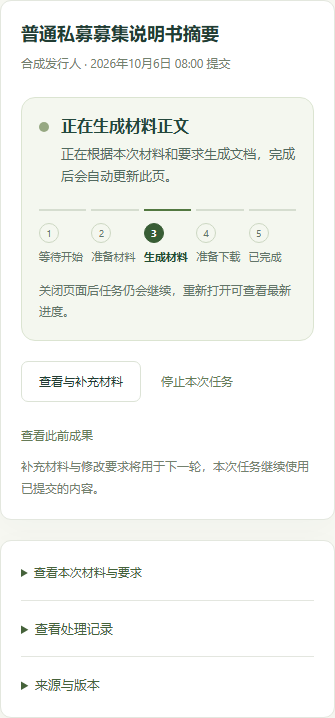 普通私募募集说明书摘要
合成发行人 · 2026年10月6日 08:00 提交
正在生成材料正文
正在根据本次材料和要求生成文档，完成
后会自动更新此页。
1 2 3 4 5
等待开始 准备材料 生成材料 准备下载 已完成
关闭页面后任务仍会继续，重新打开可查看最新
进度。
查看与补充材料 停止本次任务
查看此前成果
补充材料与修改要求将用于下一轮，本次任务继续使用
已提交的内容。
查看本次材料与要求
查看处理记录
来源与版本